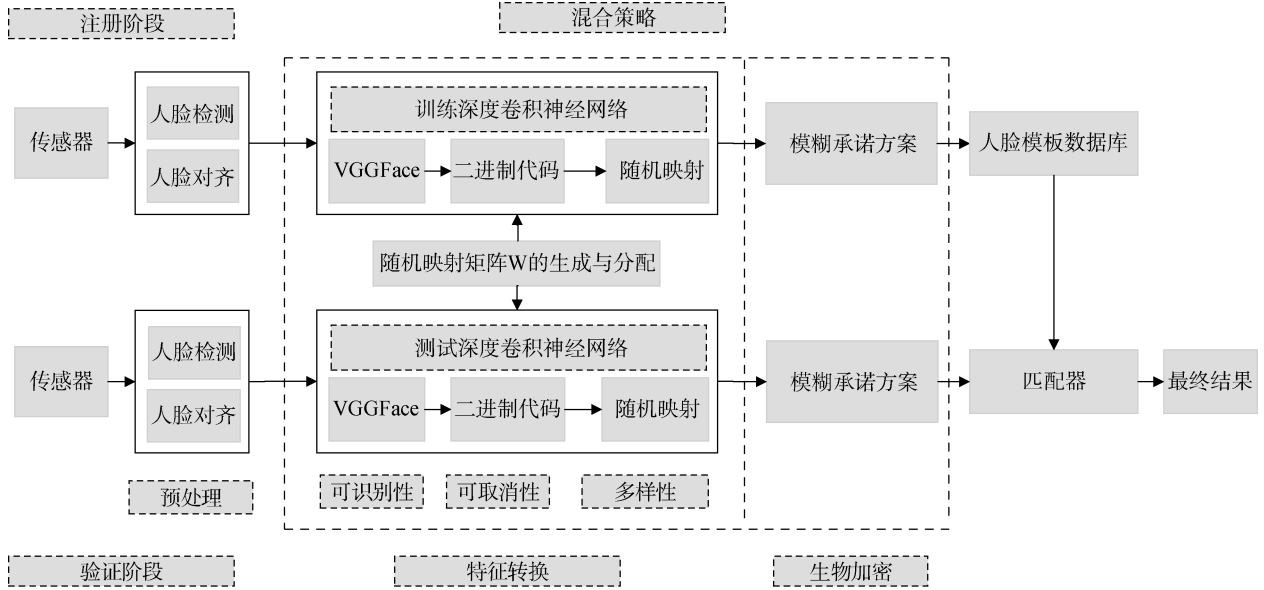 注册阶段
混合策略
传感器
人脸检测
人脸对齐
训练深度卷积神经网络
VGGFace
二进制代码
随机映射
模糊承诺方案
人脸模板数据库
随机映射矩阵W的生成与分配
传感器
人脸检测
人脸对齐
测试深度卷积神经网络
VGGFace
二进制代码
随机映射
模糊承诺方案
匹配器
最终结果
预处理
可识别性
可取消性
多样性
验证阶段
特征转换
生物加密